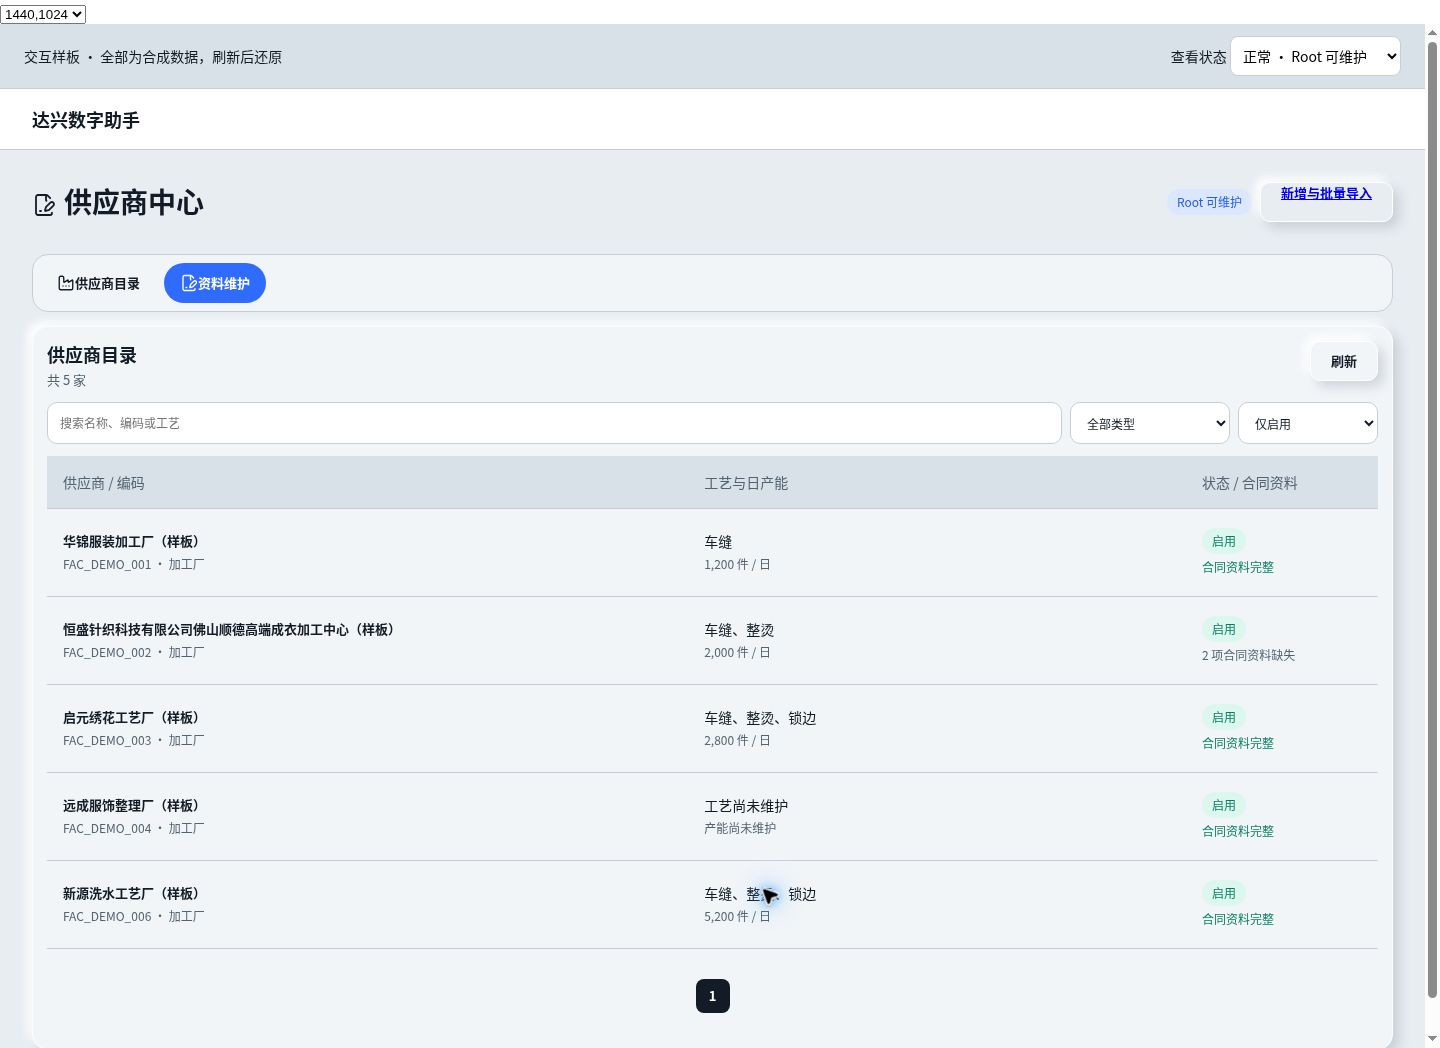 1440,1024
交互样板 · 全部为合成数据，刷新后还原
查看状态 正常 · Root 可维护
达兴数字助手
供应商中心
Root 可维护
新增与批量导入
供应商目录 资料维护
供应商目录
共 5 家
刷新
搜索名称、编码或工艺 全部类型 仅启用
供应商 / 编码 工艺与日产能 状态 / 合同资料
华锦服装加工厂（样板） 车缝 启用
FAC_DEMO_001 · 加工厂 1,200 件 / 日 合同资料完整
恒盛针织科技有限公司佛山顺德高端成衣加工中心（样板） 车缝、整烫 启用
FAC_DEMO_002 · 加工厂 2,000 件 / 日 2 项合同资料缺失
启元绣花工艺厂（样板） 车缝、整烫、锁边 启用
FAC_DEMO_003 · 加工厂 2,800 件 / 日 合同资料完整
远成服饰整理厂（样板） 工艺尚未维护 启用
FAC_DEMO_004 · 加工厂 产能尚未维护 合同资料完整
新源洗水工艺厂（样板） 车缝、整 锁边 启用
FAC_DEMO_006 · 加工厂 5,200 件 / 日 合同资料完整
1